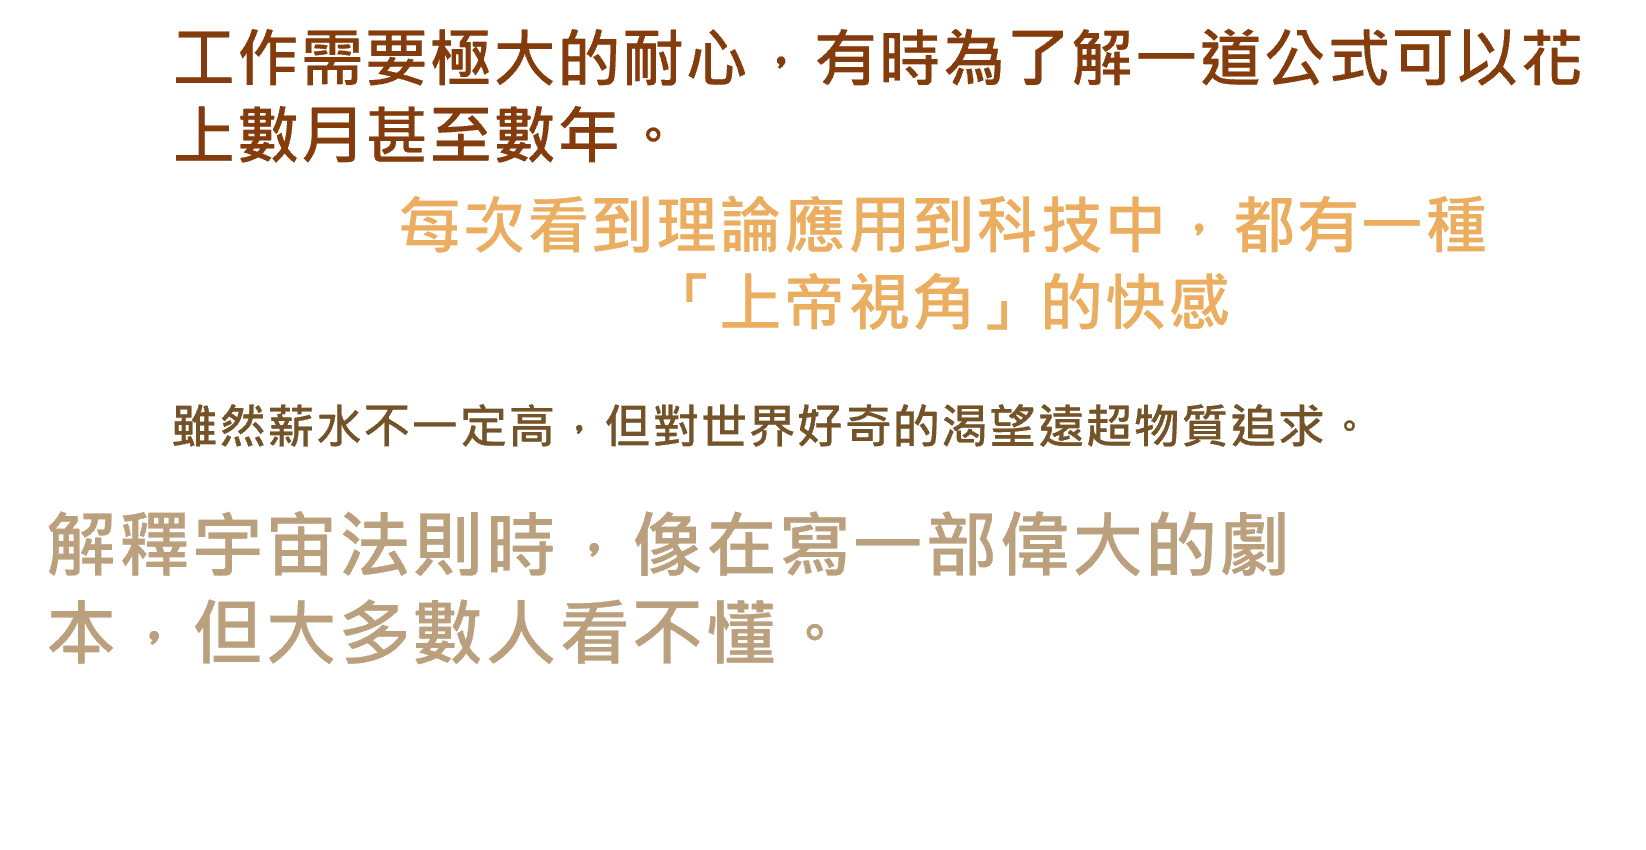 工作需要極大的耐心，有時為了解一道公式可以花
上數月甚至數年。
每次看到理論應用到科技中，都有一種
「上帝視角」的快感
雖然薪水不一定高，但對世界好奇的渴望遠超物質追求。
解釋宇宙法則時，像在寫一部偉大的劇
本，但大多數人看不懂。